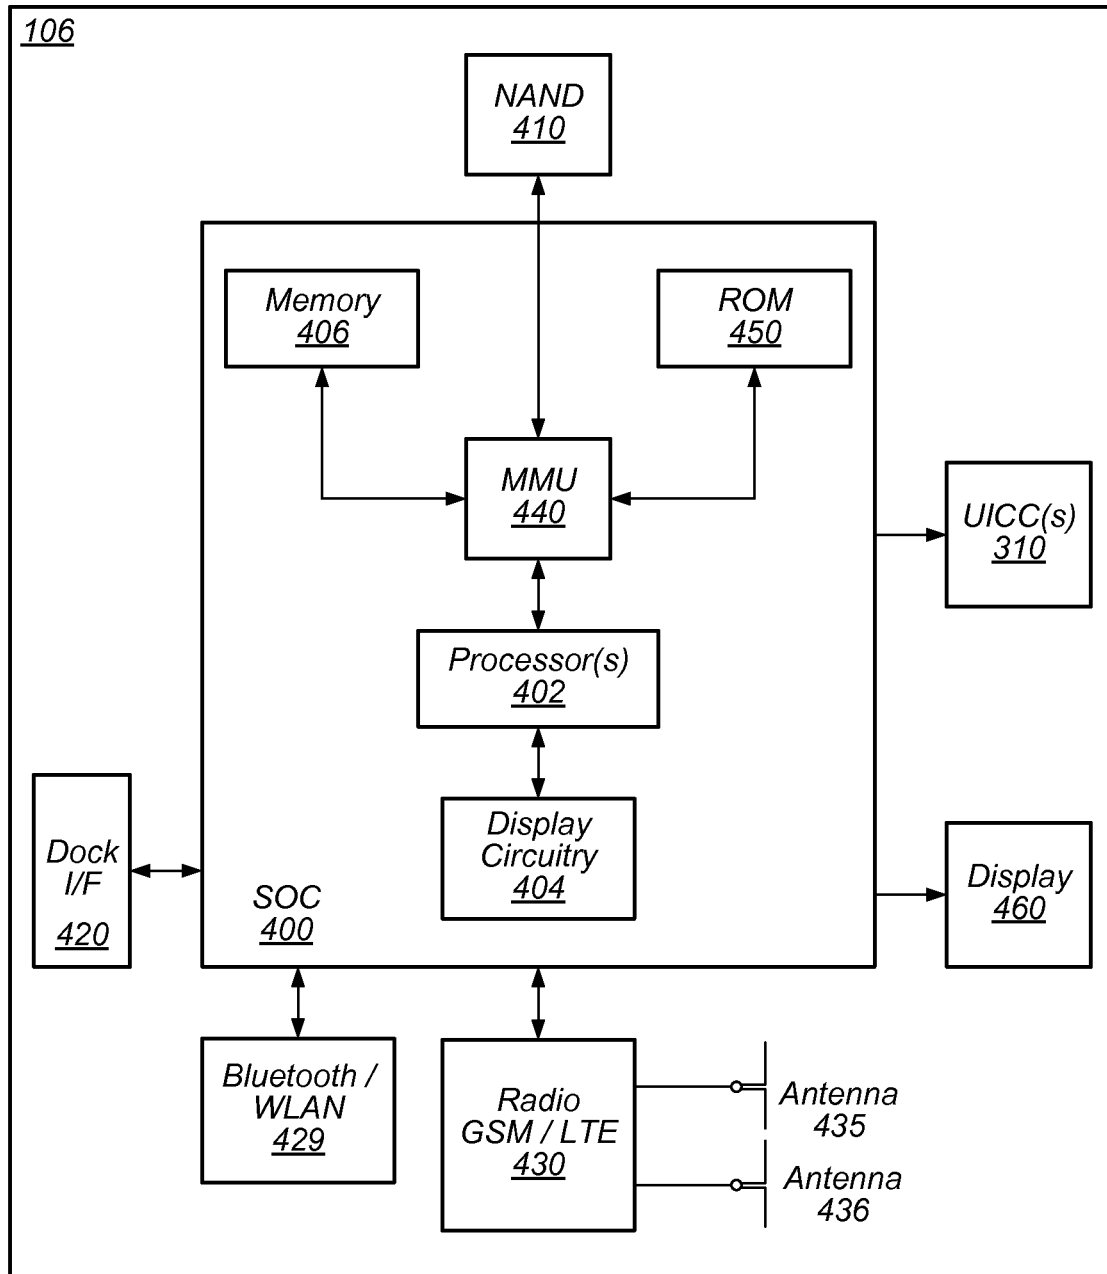 106
NAND
410
Memory
406
ROM
450
MMU
440
UICC(s)
310
Processor(s)
402
Display
Circuitry
404
Dock
I/F
420
SOC
400
Display
460
Bluetooth /
WLAN
429
Radio
GSM / LTE
430
Antenna
435
Antenna
436